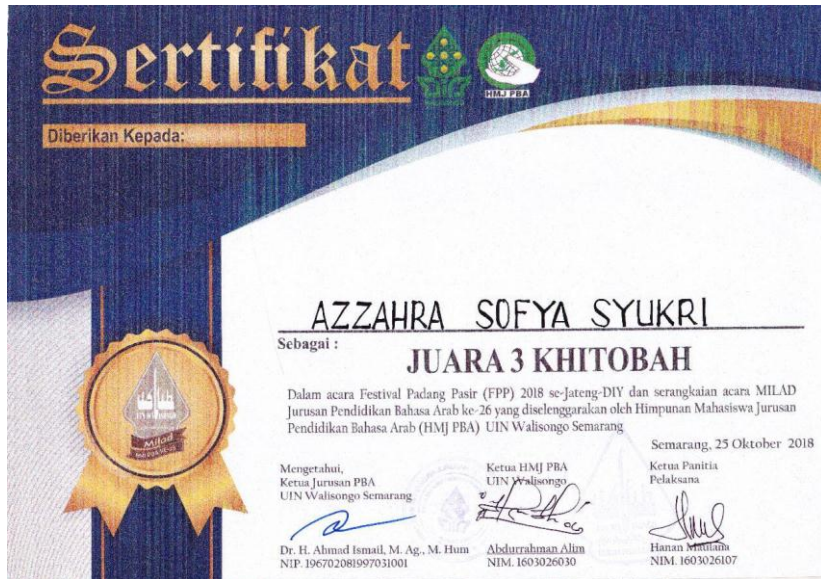 Sertifikat
HMJ PBA
Diberikan Kepada:
AZZAHRA SOFYA SYUKRI
Sebagai :
JUARA 3 KHITOBAH
Dalam acara Festival Padang Pasir (FPP) 2018 se-Jateng-DIY dan serangkaian acara MILAD
Jurusan Pendidikan Bahasa Arab ke-26 yang diselenggarakan oleh Himpunan Mahasiswa Jurusan
Pendidikan Bahasa Arab (HMJ PBA) UIN Walisongo Semarang
Semarang, 25 Oktober 2018
Mengetahui,
Ketua Jurusan PBA
UIN Walisongo Semarang
Dr. H. Ahmad Ismail, M. Ag., M. Hum
NIP. 196702081997031001
Ketua HMJ PBA
UIN Walisongo
Abdurrahman Alim
NIM. 1603026030
Ketua Panitia
Pelaksana
Hanan Maulana
NIM. 1603026107
Milad